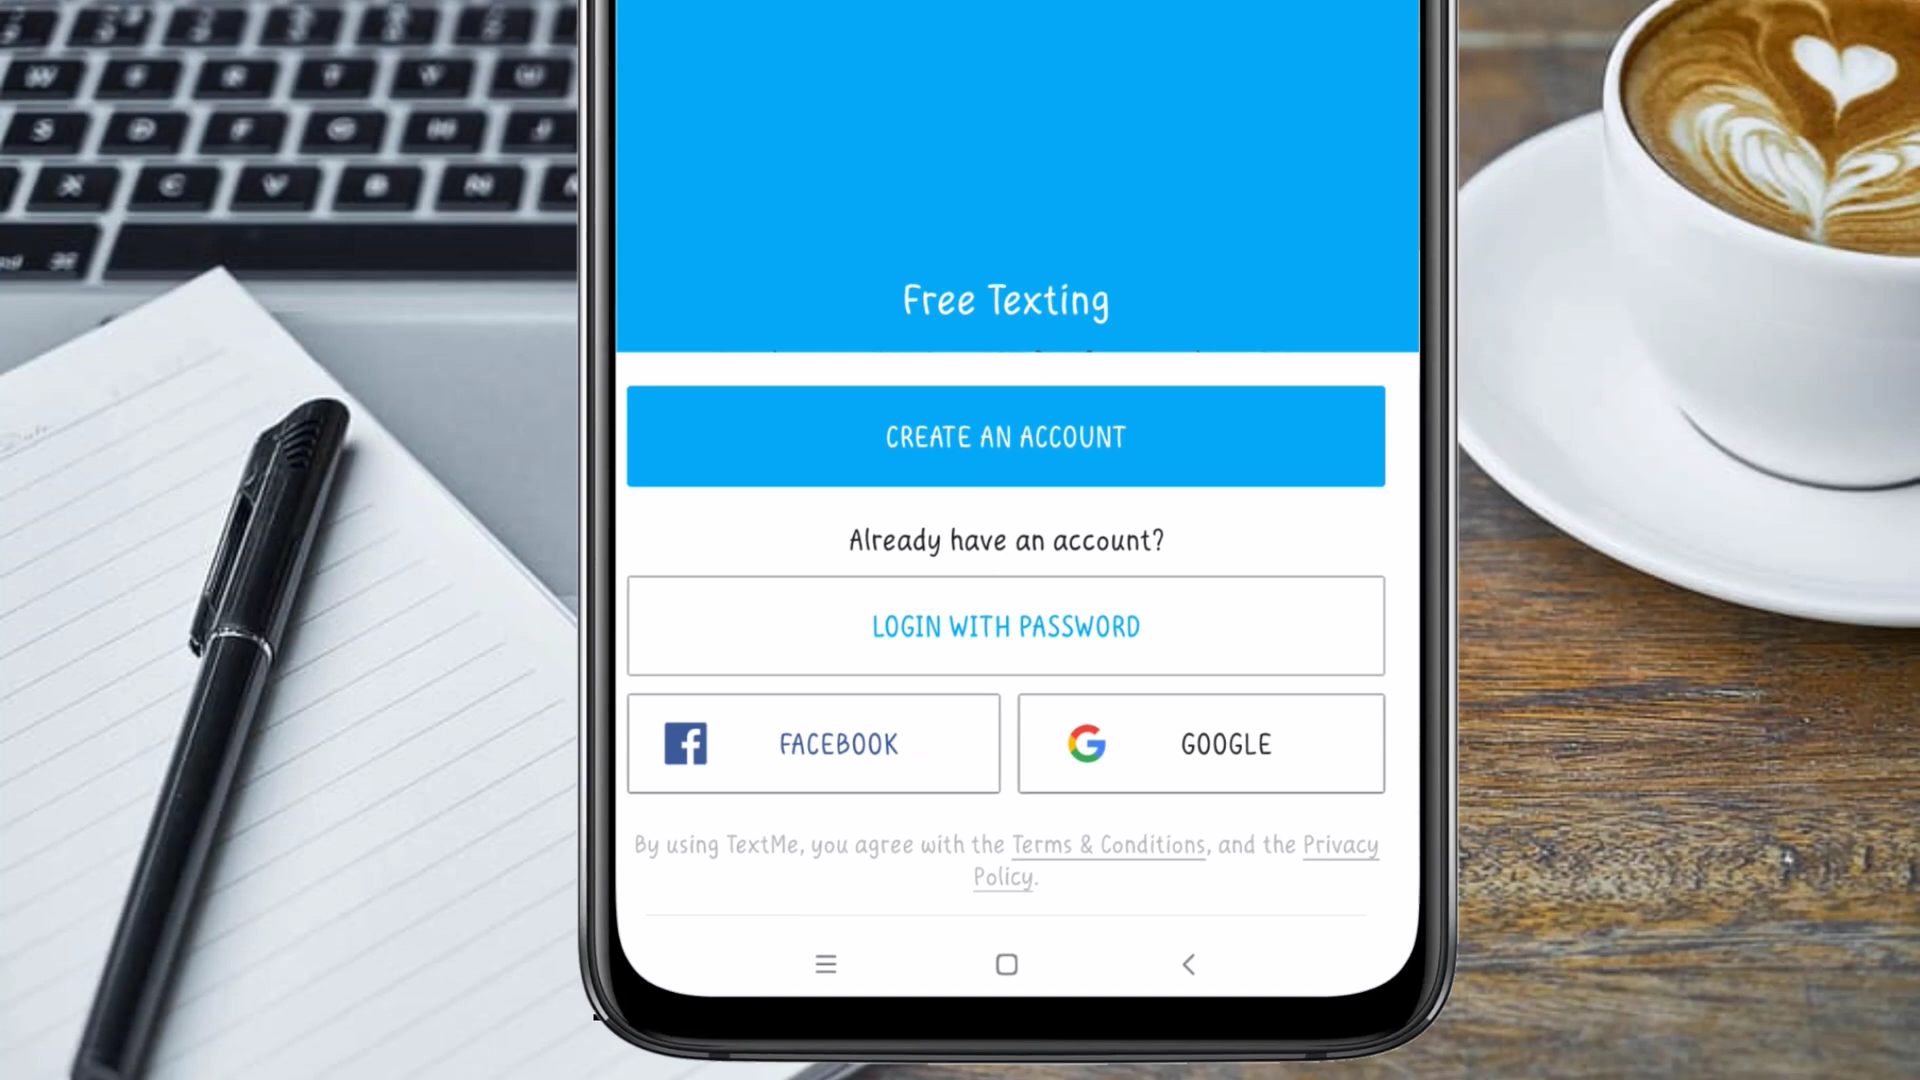 W
S D F G H J
X C V B N
Free Texting
CREATE AN ACCOUNT
Already have an account?
LOGIN WITH PASSWORD
FACEBOOK
GOOGLE
By using TextMe, you agree with the Terms & Conditions, and the Privacy
Policy.